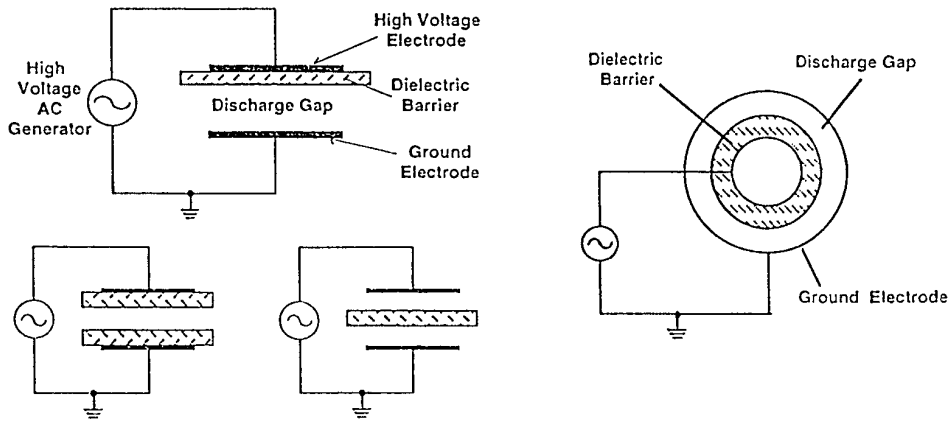 High Voltage
Electrode
High
Voltage
AC
Generator
Dielectric
Barrier
Discharge Gap
Ground
Electrode
Dielectric
Barrier
Discharge Gap
Ground Electrode